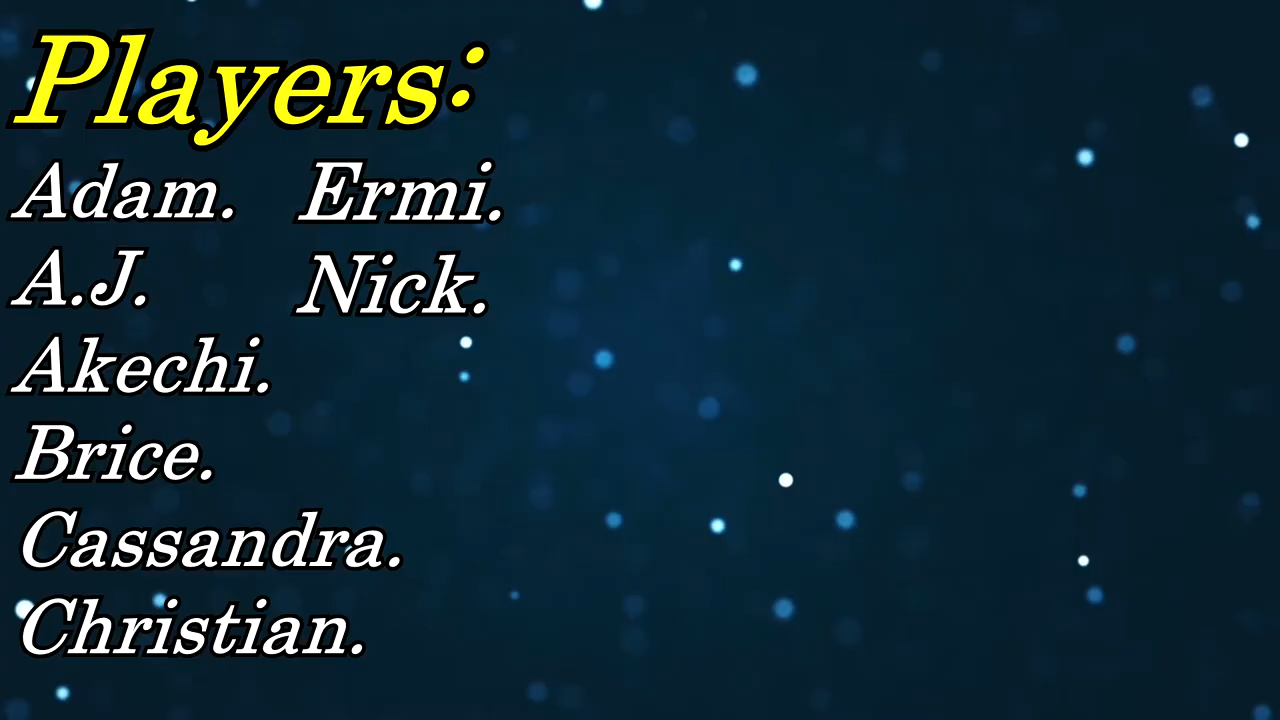 Players:
Adam.
A.J.
Akechi.
Brice.
Cassandra.
Christian.
Ermi.
Nick.